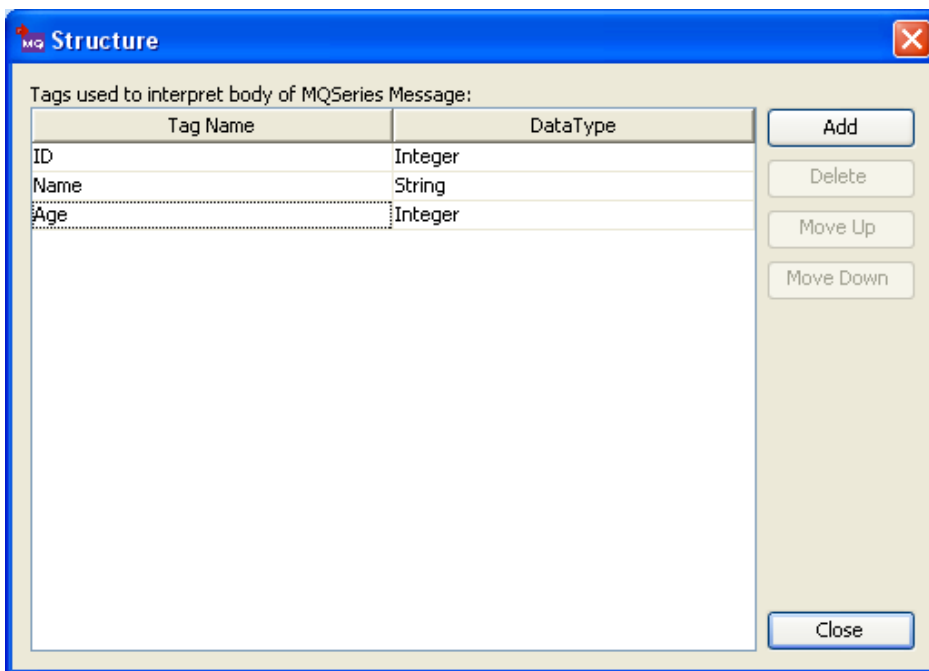 MQ Structure
Tags used to interpret body of MQSeries Message:
Tag Name DataType
ID Integer
Name String
Age Integer
Add
Delete
Move Up
Move Down
Close